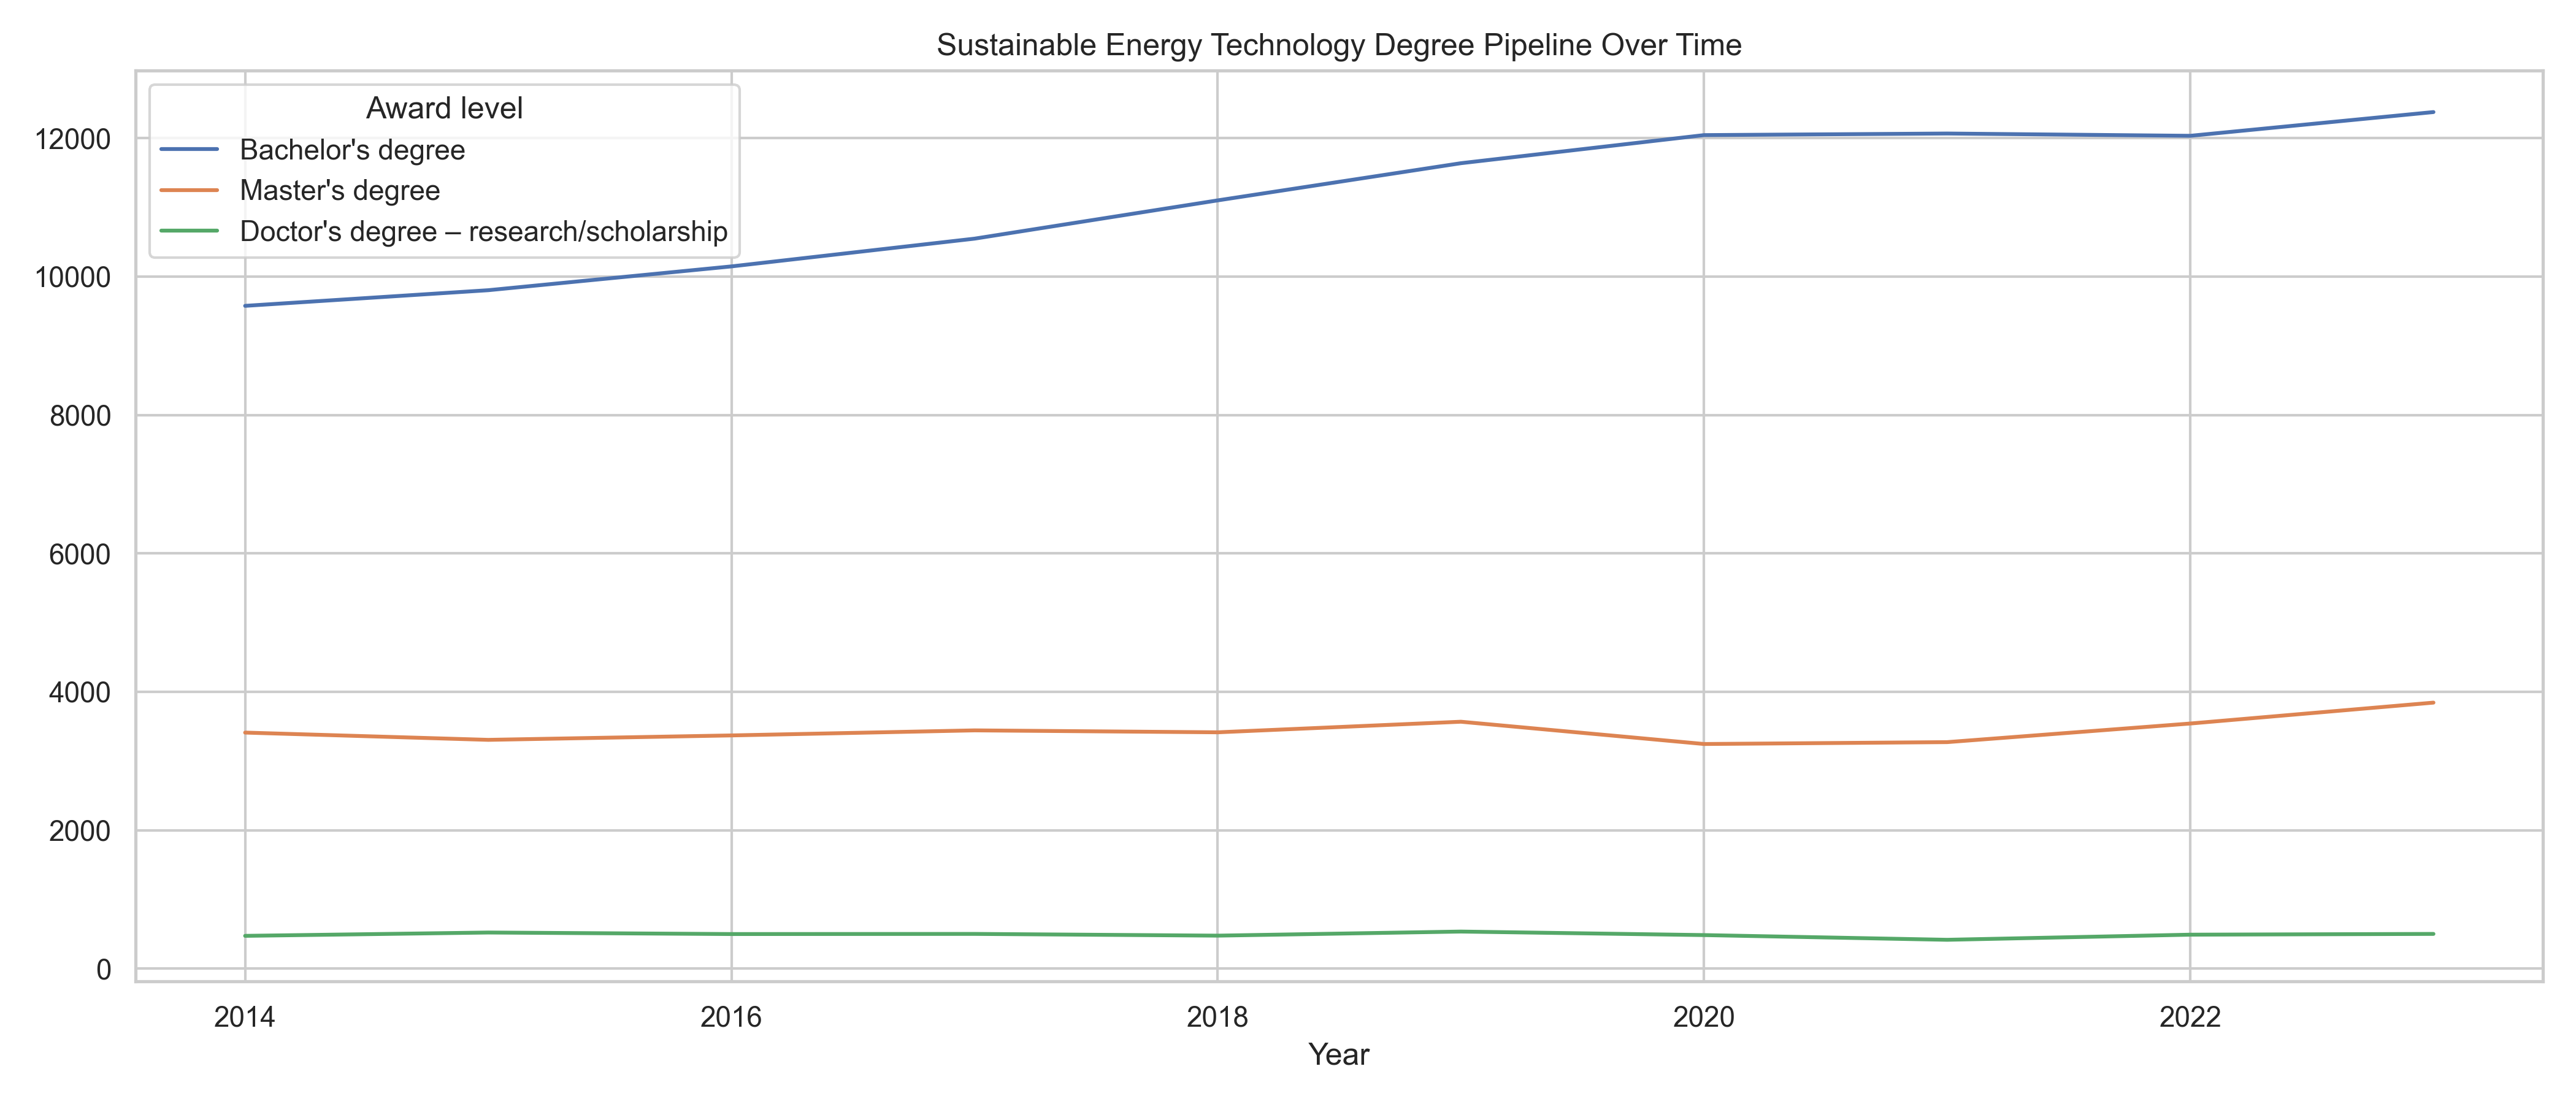 Sustainable Energy Technology Degree Pipeline Over Time
Award level
Bachelor's degree
Master's degree
Doctor's degree – research/scholarship
12000
10000
8000
6000
4000
2000
0
2014 2016 2018 2020 2022
Year